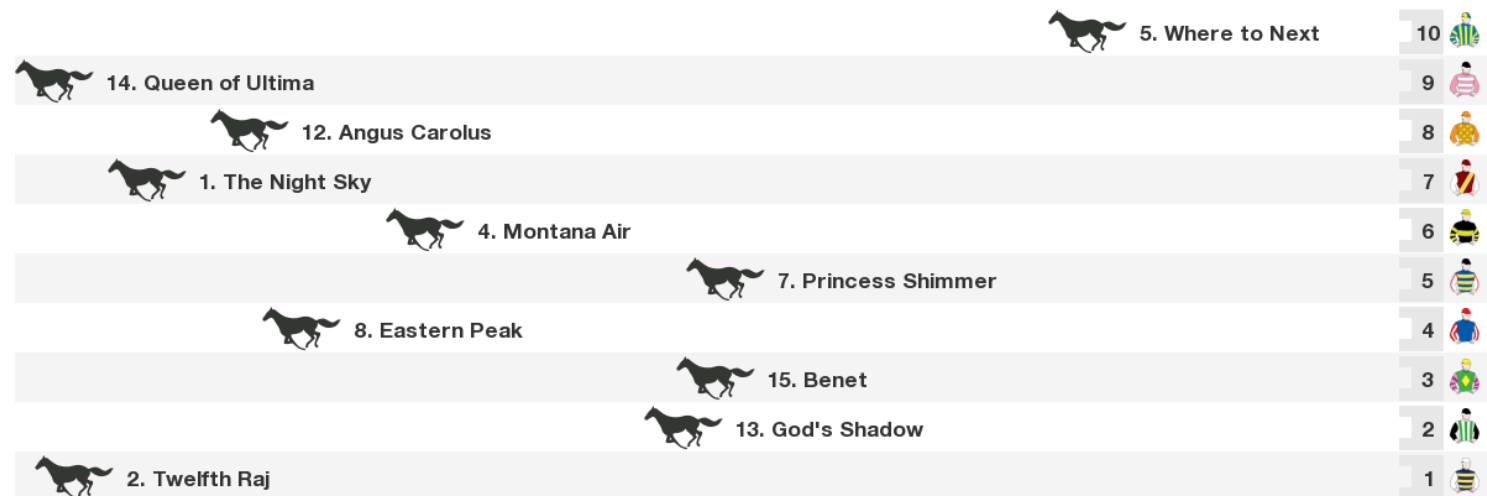 5. Where to Next 10
14. Queen of Ultima 9
12. Angus Carolus 8
1. The Night Sky 7
4. Montana Air 6
7. Princess Shimmer 5
8. Eastern Peak 4
15. Benet 3
13. God's Shadow 2
2. Twelfth Raj 1